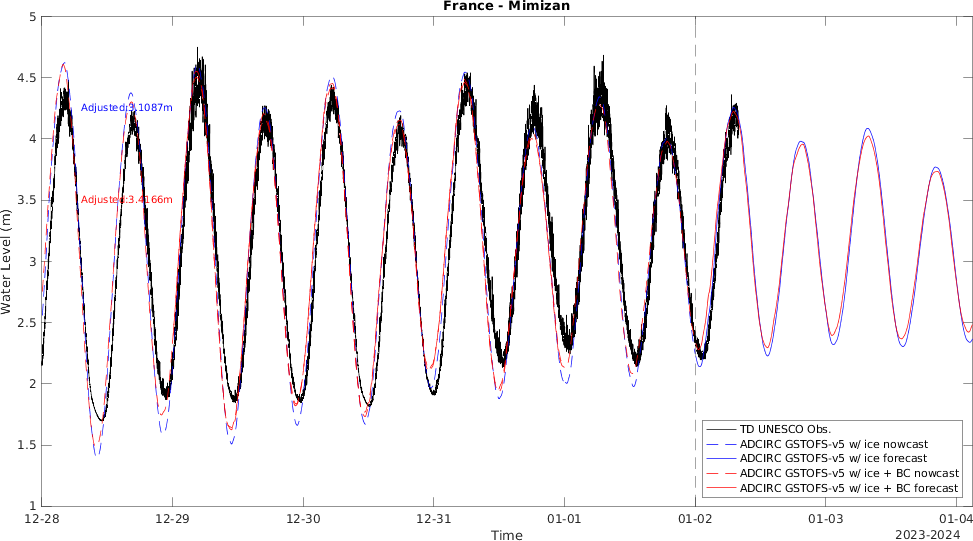 France - Mimizan
5
4.5
4
3.5
3
2.5
2
1.5
1
Water Level (m)
Adjusted:3.1087m
Adjusted:3.4166m
TD UNESCO Obs.
ADCIRC GSTOFS-v5 w/ ice nowcast
ADCIRC GSTOFS-v5 w/ ice forecast
ADCIRC GSTOFS-v5 w/ ice + BC nowcast
ADCIRC GSTOFS-v5 w/ ice + BC forecast
12-28 12-29 12-30 12-31 01-01 01-02 01-03 01-04
Time
2023-2024